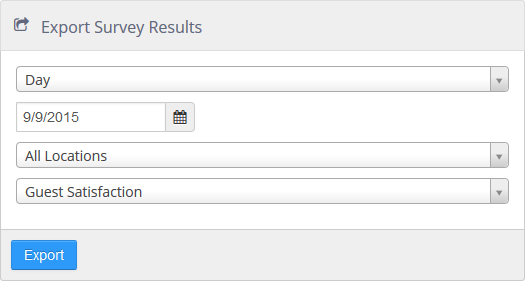 Export Survey Results
Day
9/9/2015
All Locations
Guest Satisfaction
Export